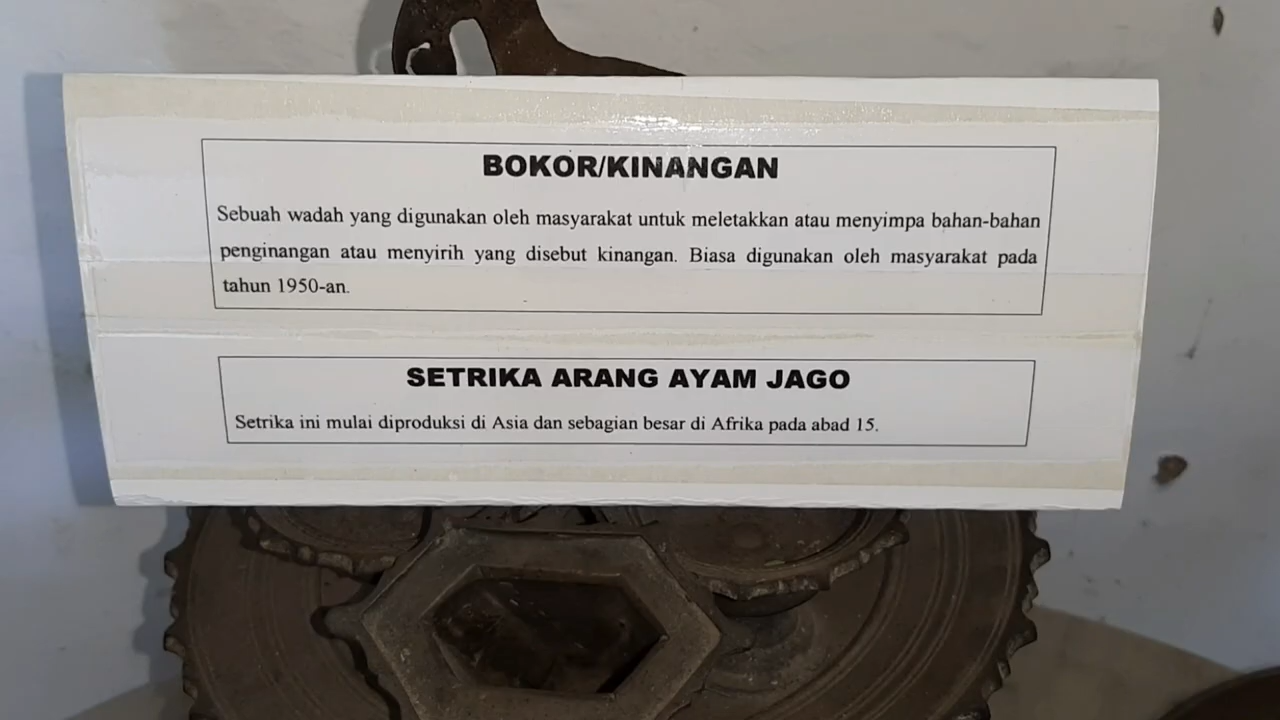 BOKOR/KINANGAN
Sebuah wadah yang digunakan oleh masyarakat untuk meletakkan atau menyimpa bahan-bahan
penginangan atau menyirih yang disebut kinangan. Biasa digunakan oleh masyarakat pada
tahun 1950-an.
SETRIKA ARANG AYAM JAGO
Setrika ini mulai diproduksi di Asia dan sebagian besar di Afrika pada abad 15.